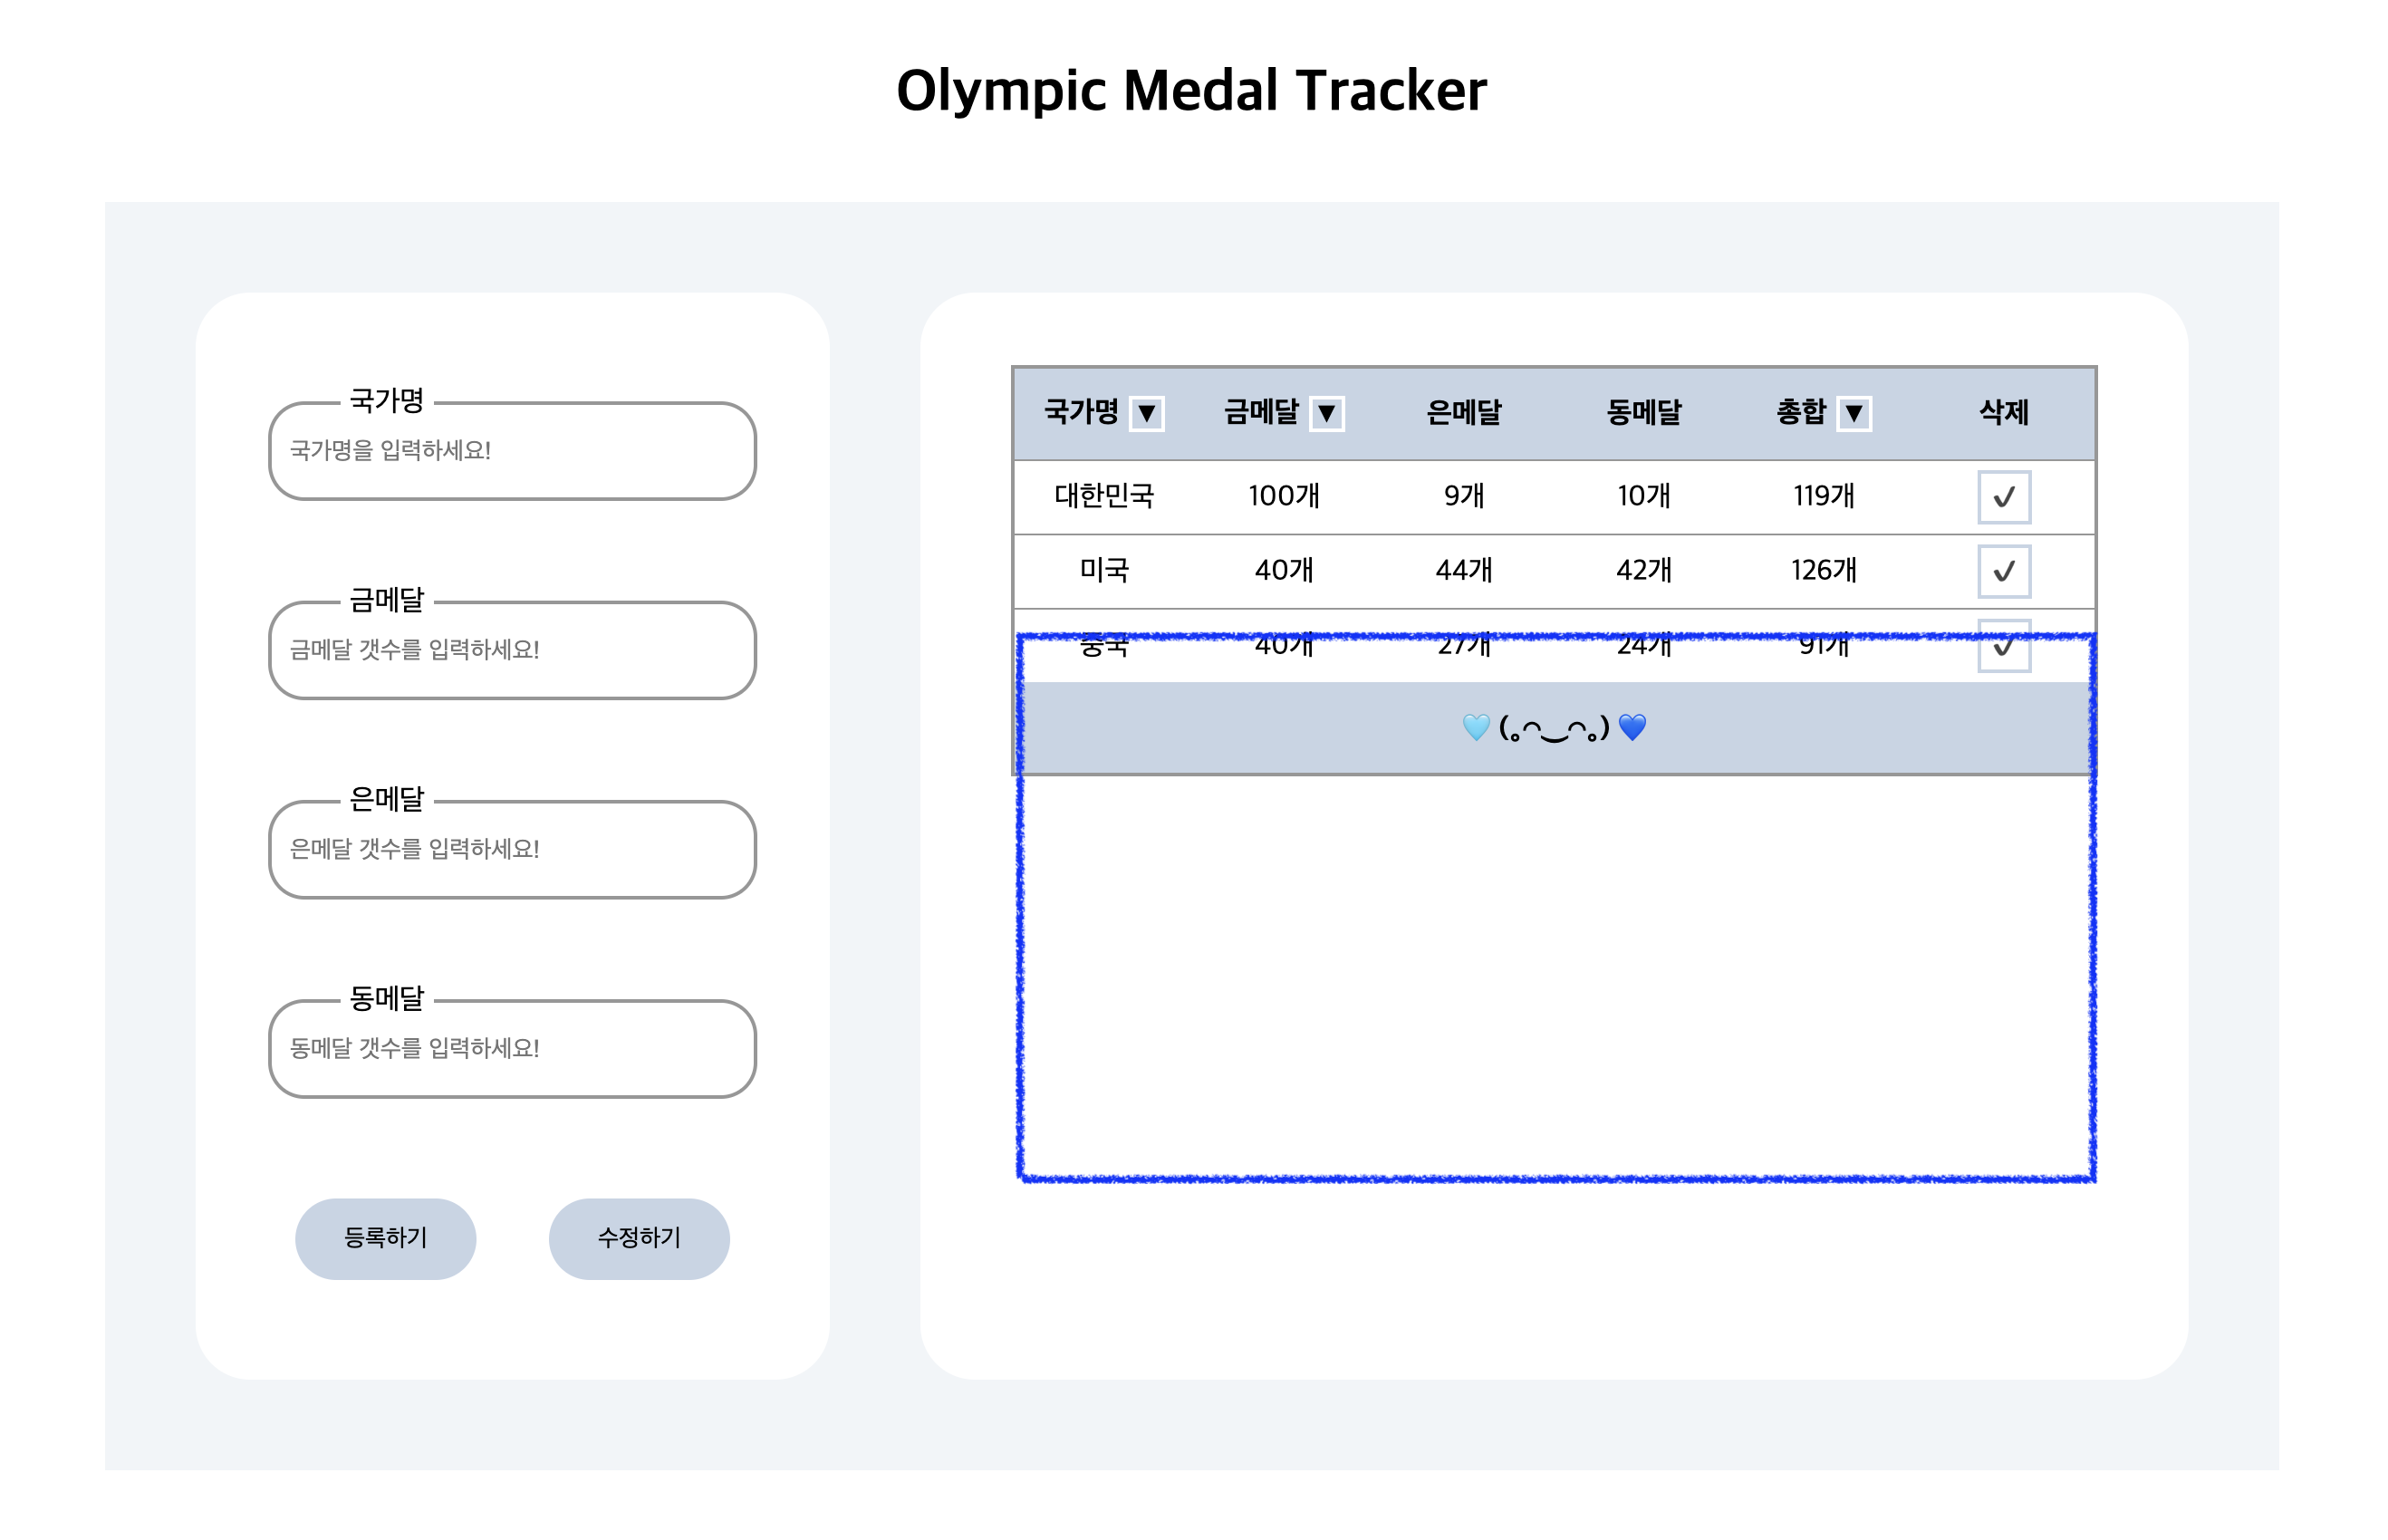 Olympic Medal Tracker
국가명
국가명을 입력하세요!
금메달
금메달 갯수를 입력하세요!
은메달
은메달 갯수를 입력하세요!
동메달
동메달 갯수를 입력하세요!
등록하기 수정하기
국가명 ▼ 금메달 ▼ 은메달 동메달 총합 ▼ 삭제
대한민국 100개 9개 10개 119개 ✓
미국 40개 44개 42개 126개 ✓
중국 40개 27개 24개 91개 ✓
🩵 (｡◠‿◠｡) 💙